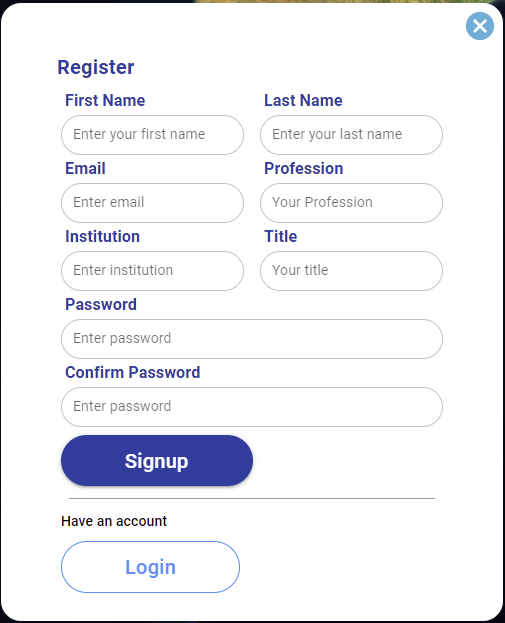 Register
First Name Last Name
Enter your first name Enter your last name
Email Profession
Enter email Your Profession
Institution Title
Enter institution Your title
Password
Enter password
Confirm Password
Enter password
Signup
Have an account
Login